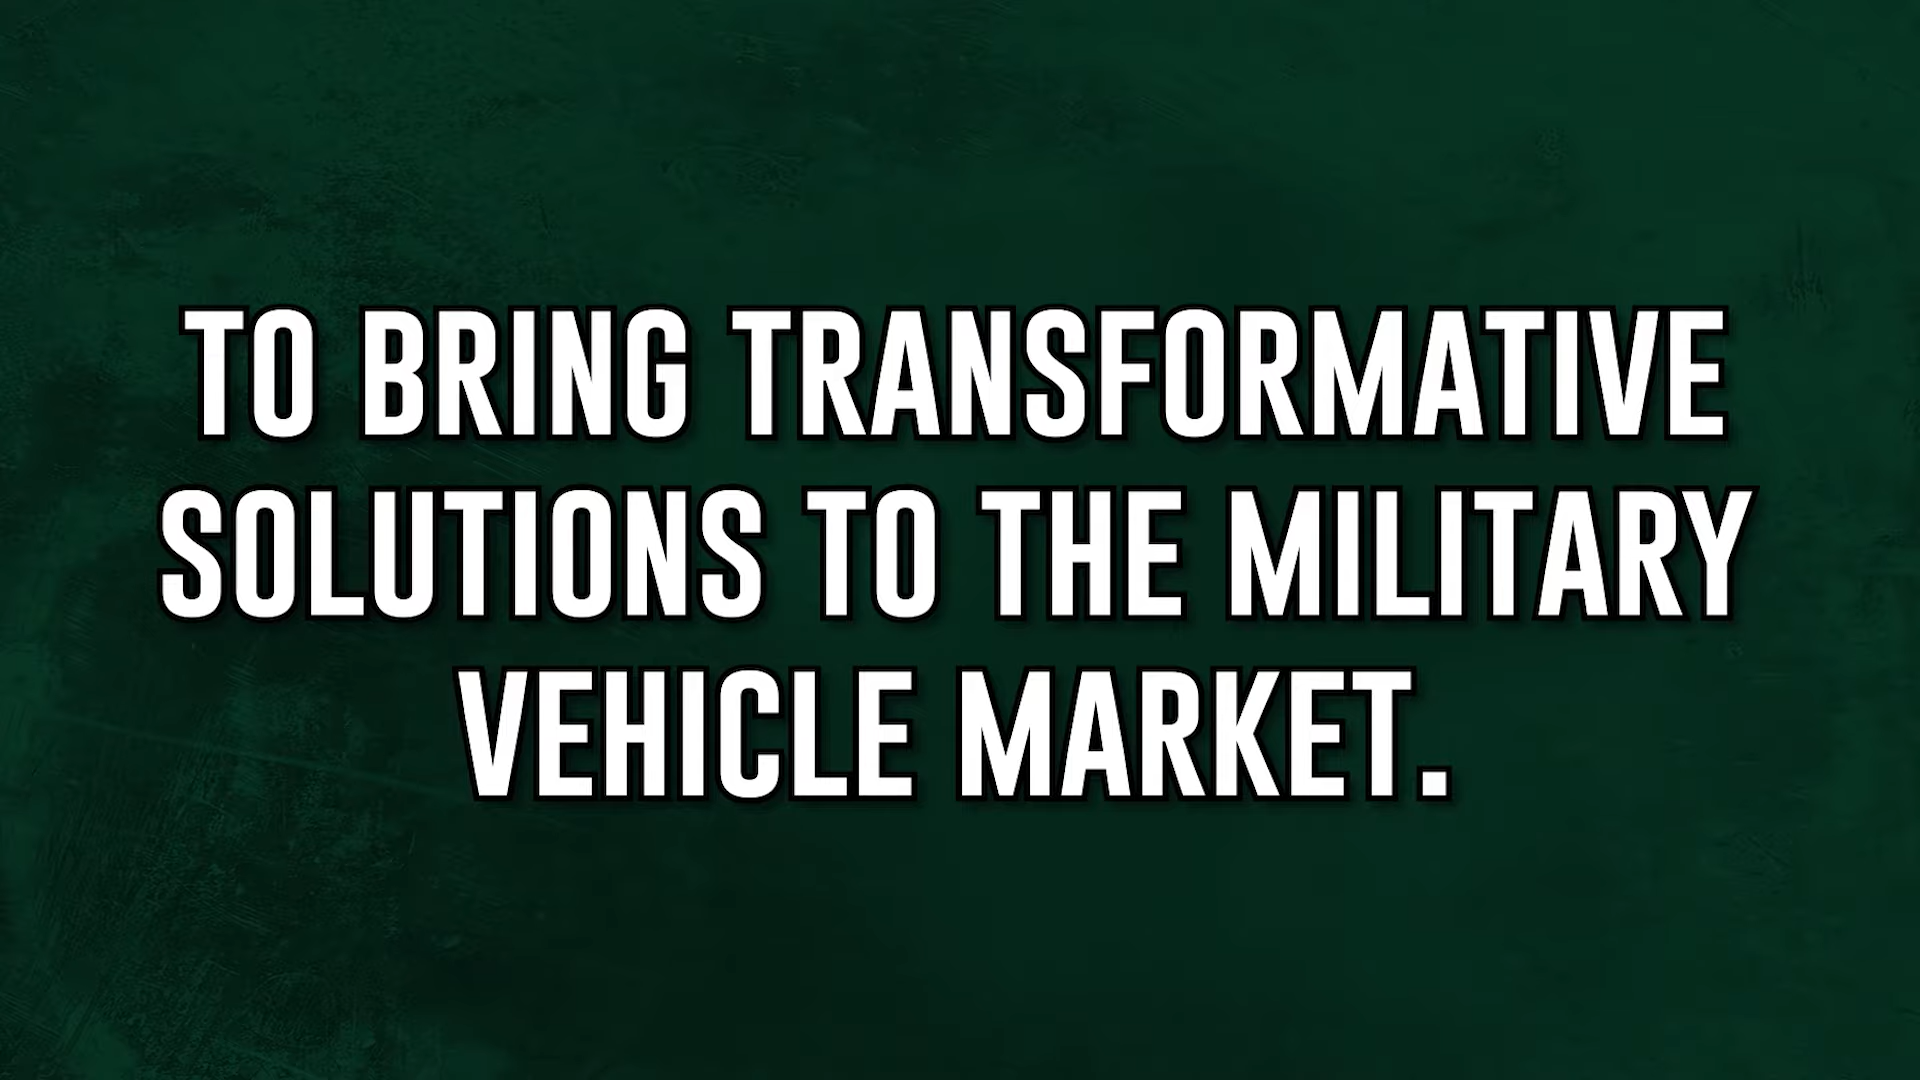 TO BRING TRANSFORMATIVE
SOLUTIONS TO THE MILITARY
VEHICLE MARKET.